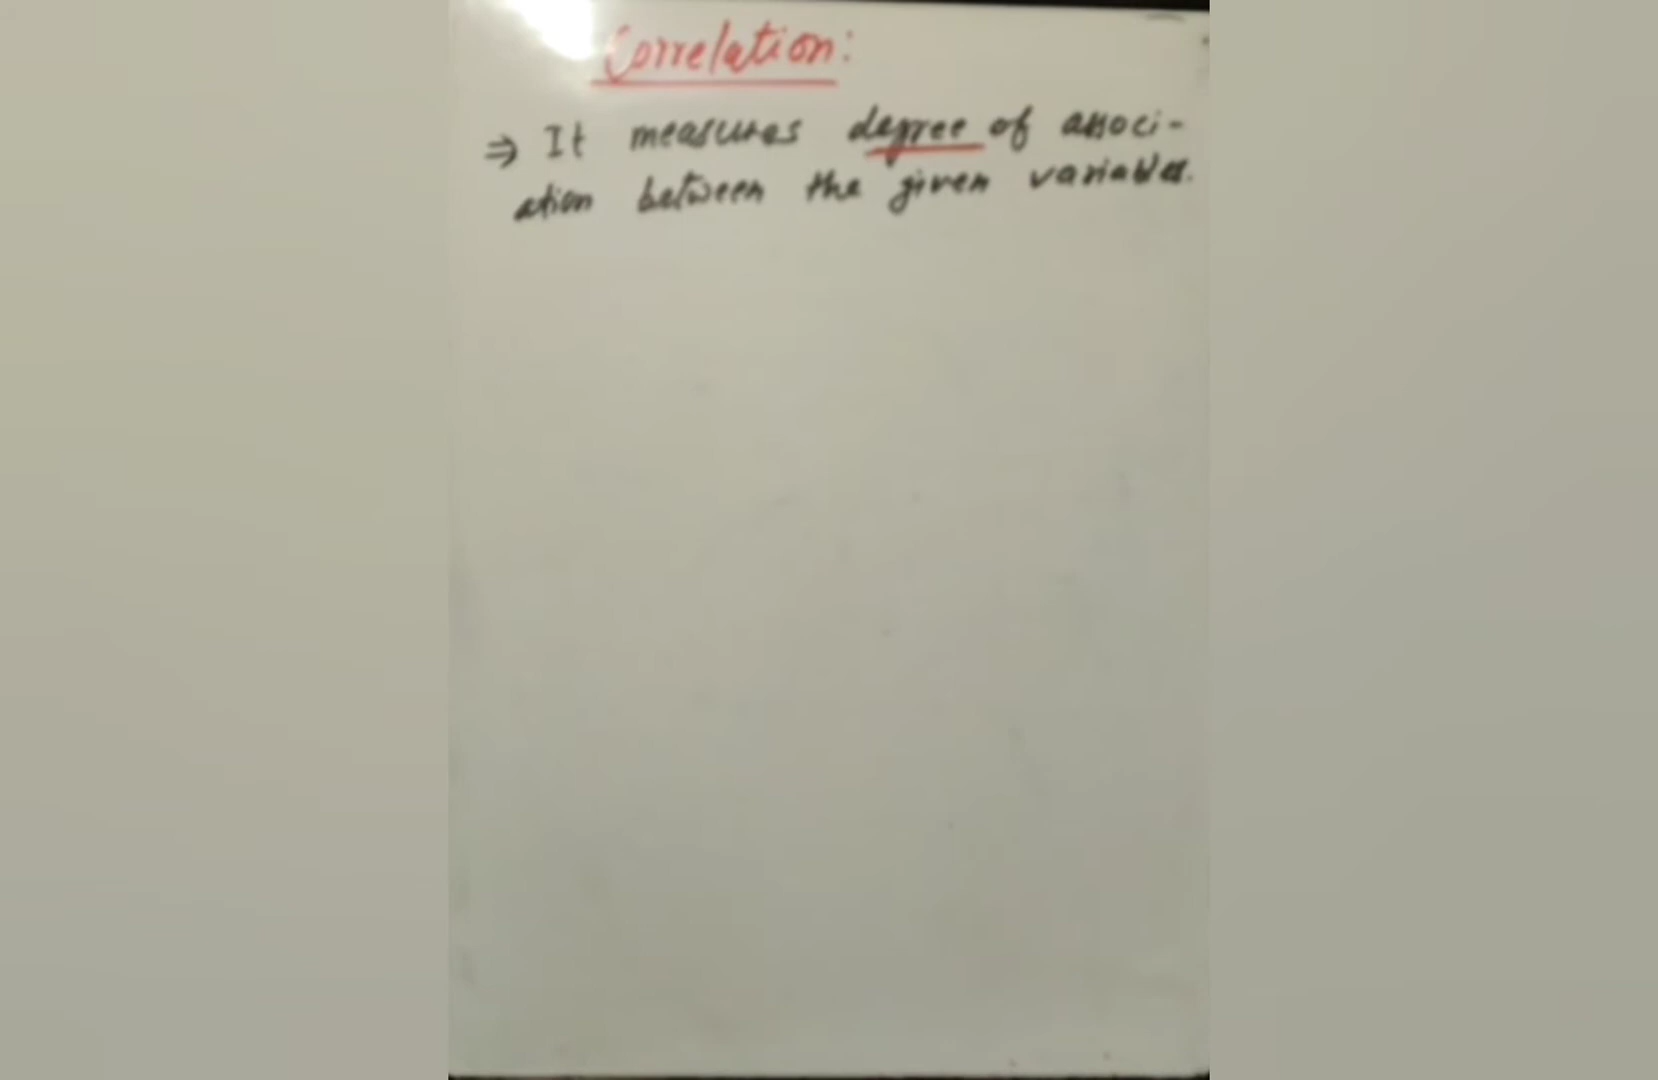 Correlation:
⇒ It measures degree of associ-
ation between the given variables.